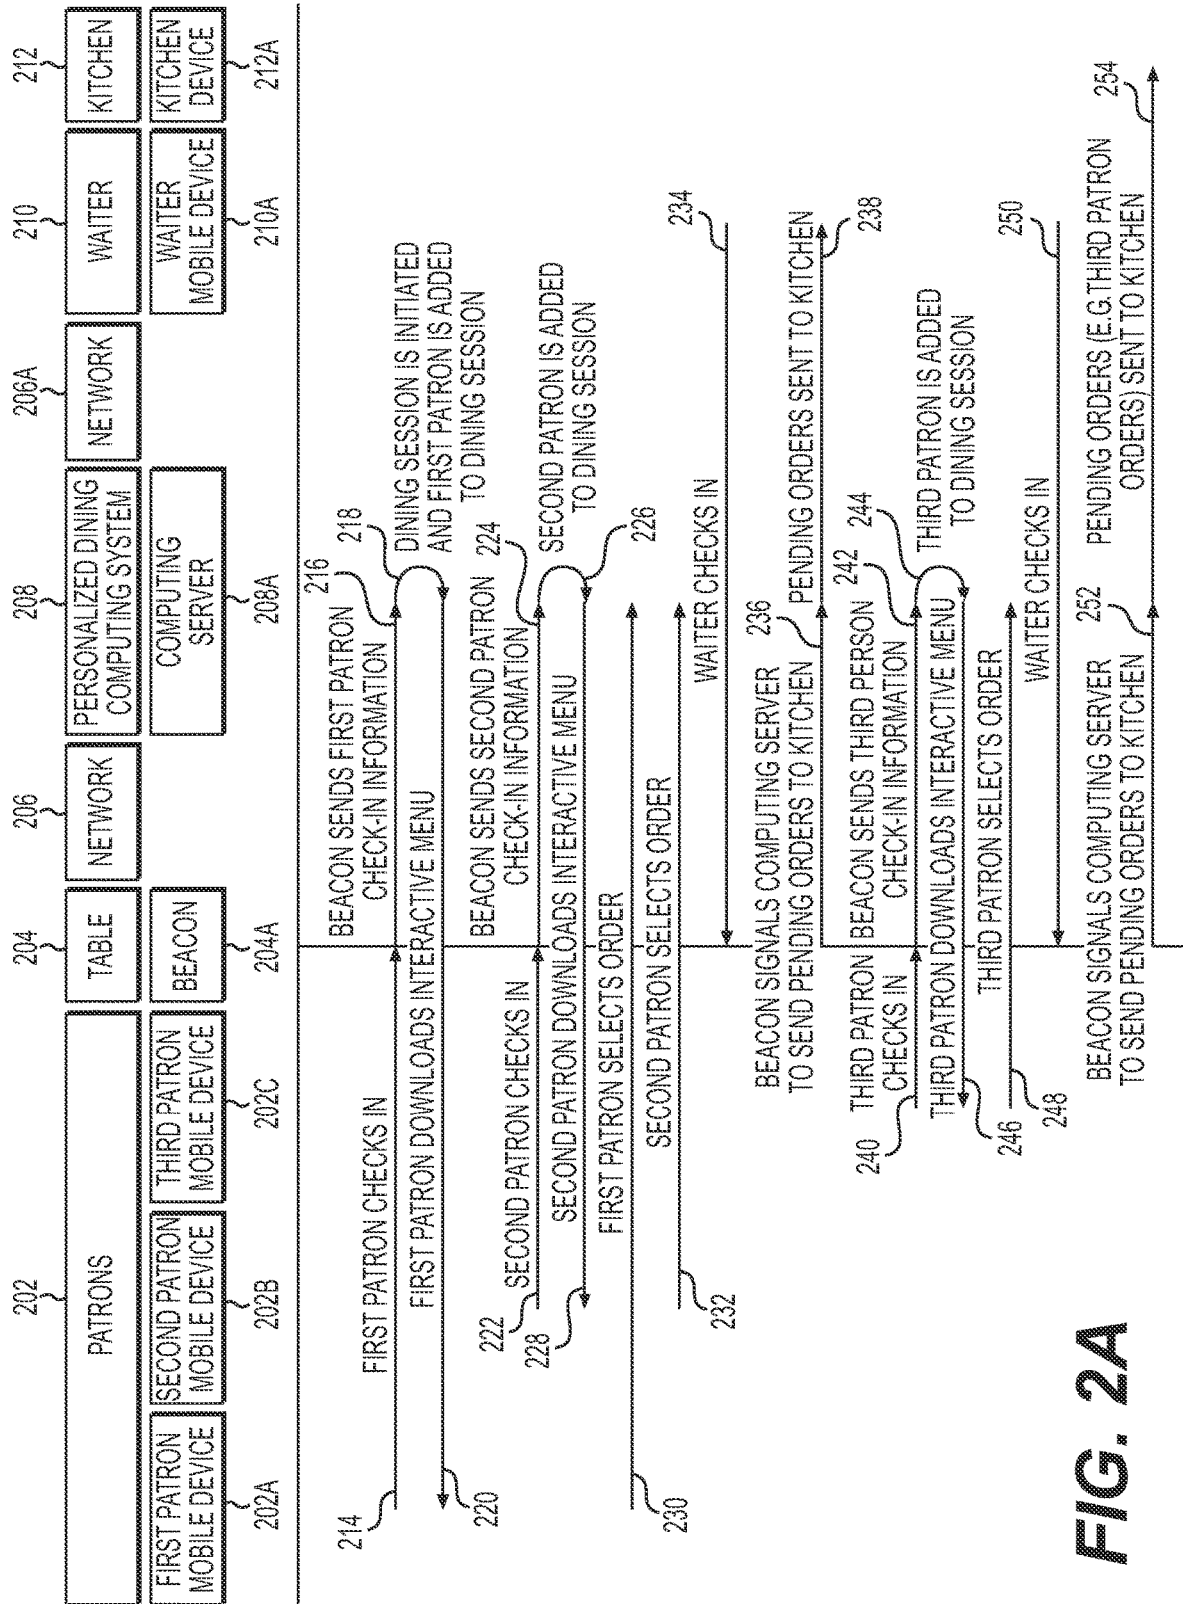 202
204
206
208
206A
210
212
PATRONS
TABLE
NETWORK
PERSONALIZED DINING
COMPUTING SYSTEM
NETWORK
WAITER
KITCHEN
FIRST PATRON
MOBILE DEVICE
SECOND PATRON
MOBILE DEVICE
THIRD PATRON
MOBILE DEVICE
BEACON
COMPUTING
SERVER
WAITER
MOBILE DEVICE
KITCHEN
DEVICE
202A
202B
202C
204A
208A
210A
212A
214
FIRST PATRON CHECKS IN
BEACON SENDS FIRST PATRON
CHECK-IN INFORMATION
216
218
DINING SESSION IS INITIATED
AND FIRST PATRON IS ADDED
TO DINING SESSION
FIRST PATRON DOWNLOADS INTERACTIVE MENU
220
222
SECOND PATRON CHECKS IN
BEACON SENDS SECOND PATRON
CHECK-IN INFORMATION
224
SECOND PATRON IS ADDED
TO DINING SESSION
226
228
SECOND PATRON DOWNLOADS INTERACTIVE MENU
FIRST PATRON SELECTS ORDER
230
SECOND PATRON SELECTS ORDER
232
WAITER CHECKS IN
234
BEACON SIGNALS COMPUTING SERVER
TO SEND PENDING ORDERS TO KITCHEN
236
PENDING ORDERS SENT TO KITCHEN
238
THIRD PATRON
CHECKS IN
240
BEACON SENDS THIRD PERSON
CHECK-IN INFORMATION
242
244
THIRD PATRON IS ADDED
TO DINING SESSION
THIRD PATRON DOWNLOADS INTERACTIVE MENU
246
THIRD PATRON SELECTS ORDER
248
WAITER CHECKS IN
250
BEACON SIGNALS COMPUTING SERVER
TO SEND PENDING ORDERS TO KITCHEN
252
PENDING ORDERS (E.G. THIRD PATRON
ORDERS) SENT TO KITCHEN
254
FIG. 2A